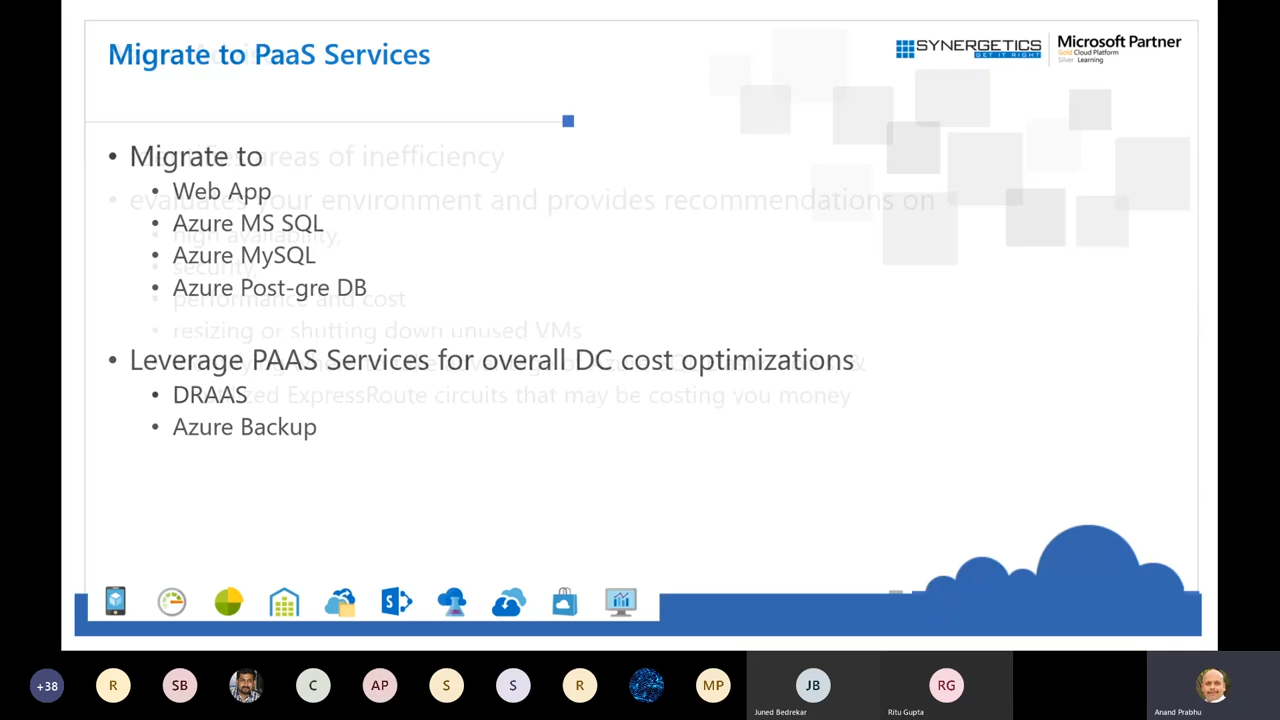 Migrate to PaaS Services
SYNERGETICS
GET IT RIGHT
Microsoft Partner
Gold Cloud Platform
Silver Learning
• Migrate to
areas of inefficiency
• Web App
• evaluates your environment and provides recommendations on
• Azure MS SQL
• high availability,
• Azure MySQL
• security,
• Azure Post-gre DB
• performance and cost
• resizing or shutting down unused VMs
• Leverage PAAS Services for overall DC cost optimizations
&
• DRAAS
ExpressRoute circuits that may be costing you money
• Azure Backup
S
+38
R
SB
C
AP
S
S
R
MP
JB
Juned Bedrekar
RG
Ritu Gupta
Anand Prabhu